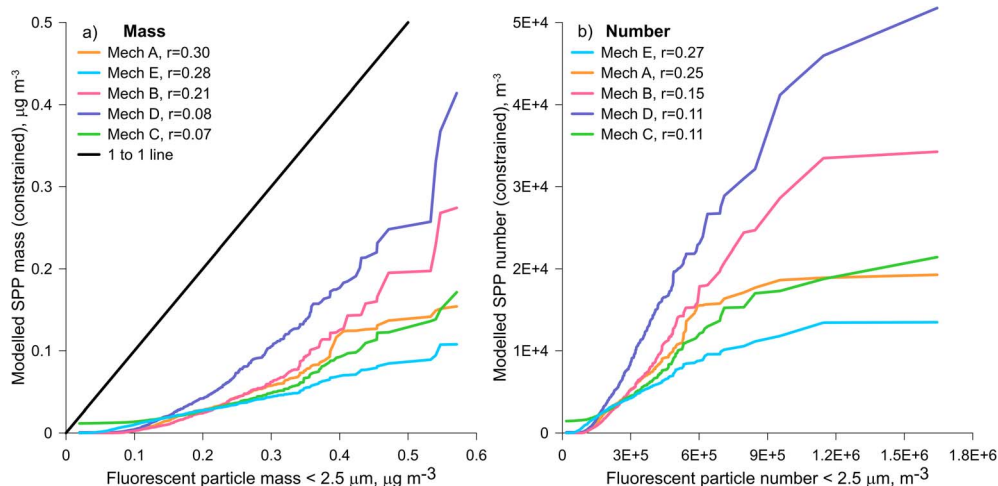 a) Mass
Mech A, r=0.30
Mech E, r=0.28
Mech B, r=0.21
Mech D, r=0.08
Mech C, r=0.07
1 to 1 line
0.5
0.4
0.3
0.2
0.1
0
Modelled SPP mass (constrained), μg m-3
0 0.1 0.2 0.3 0.4 0.5 0.6
Fluorescent particle mass < 2.5 μm, μg m-3
b) Number
Mech E, r=0.27
Mech A, r=0.25
Mech B, r=0.15
Mech D, r=0.11
Mech C, r=0.11
5E+4
4E+4
3E+4
2E+4
1E+4
0E+0
Modelled SPP number (constrained), m-3
0 3E+5 6E+5 9E+5 1.2E+6 1.5E+6 1.8E+6
Fluorescent particle number < 2.5 μm, m-3